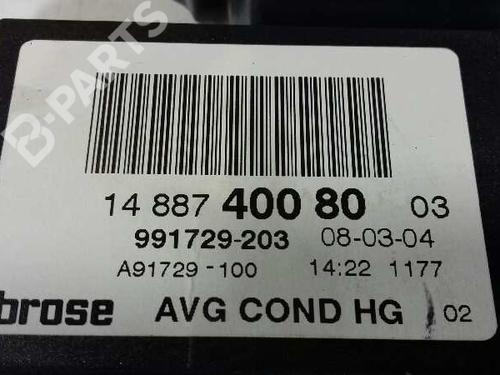 B-PARTS
14 887 400 80 03
991729-203 08-03-04
A91729-100 14:22 1177
brose AVG COND HG 02